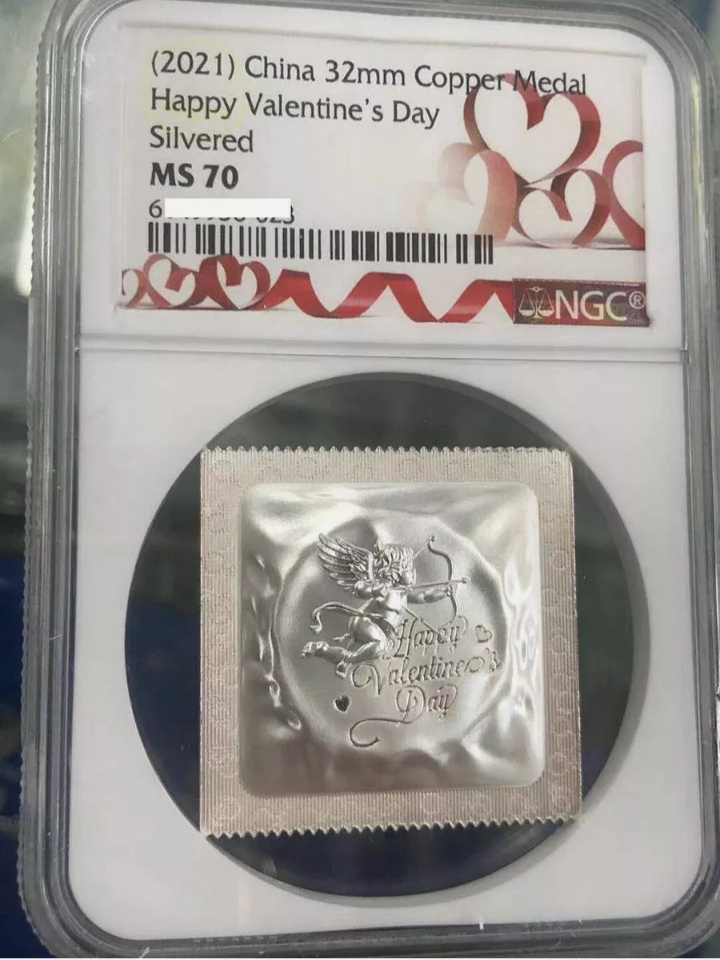 (2021) China 32mm Copper Medal
Happy Valentine's Day
Silvered
MS 70
NGC®
Happy
Valentine's
Day